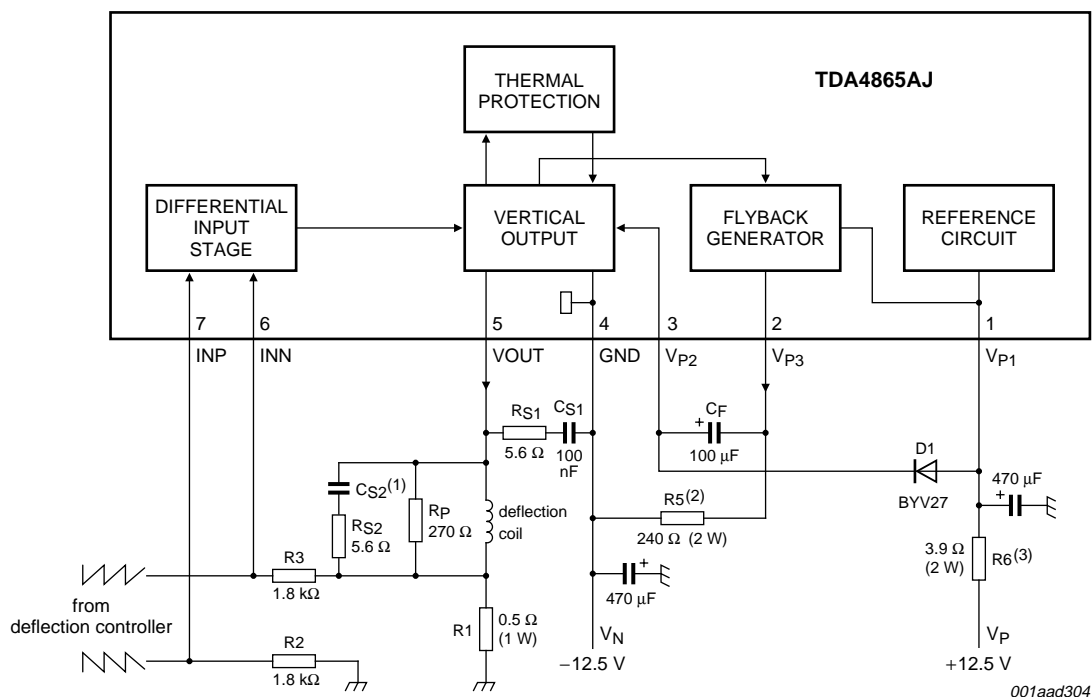 TDA4865AJ
THERMAL
PROTECTION
DIFFERENTIAL
INPUT
STAGE
VERTICAL
OUTPUT
FLYBACK
GENERATOR
REFERENCE
CIRCUIT
7 6 5 4 3 2 1
INP INN VOUT GND VP2 VP3 VP1
RS1
5.6 Ω
CS1
100
nF
+ CF
100 μF
D1
BYV27
470 μF
+
CS2(1)
RS2
5.6 Ω
RP
270 Ω
deflection
coil
R5(2)
240 Ω (2 W)
3.9 Ω
(2 W)
R6(3)
R3
1.8 kΩ
+
470 μF
from
deflection controller
R1
0.5 Ω
(1 W)
VN
−12.5 V
VP
+12.5 V
R2
1.8 kΩ
001aad304